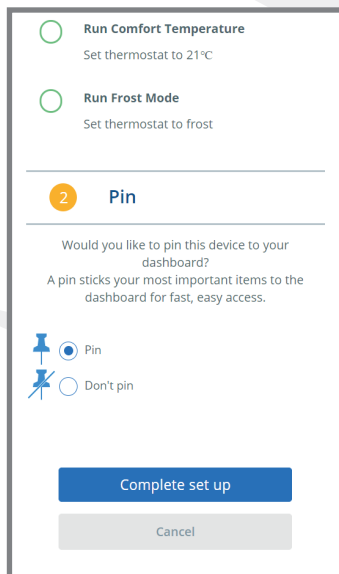 Run Comfort Temperature
Set thermostat to 21°C
Run Frost Mode
Set thermostat to frost
2 Pin
Would you like to pin this device to your
dashboard?
A pin sticks your most important items to the
dashboard for fast, easy access.
Pin
Don't pin
Complete set up
Cancel